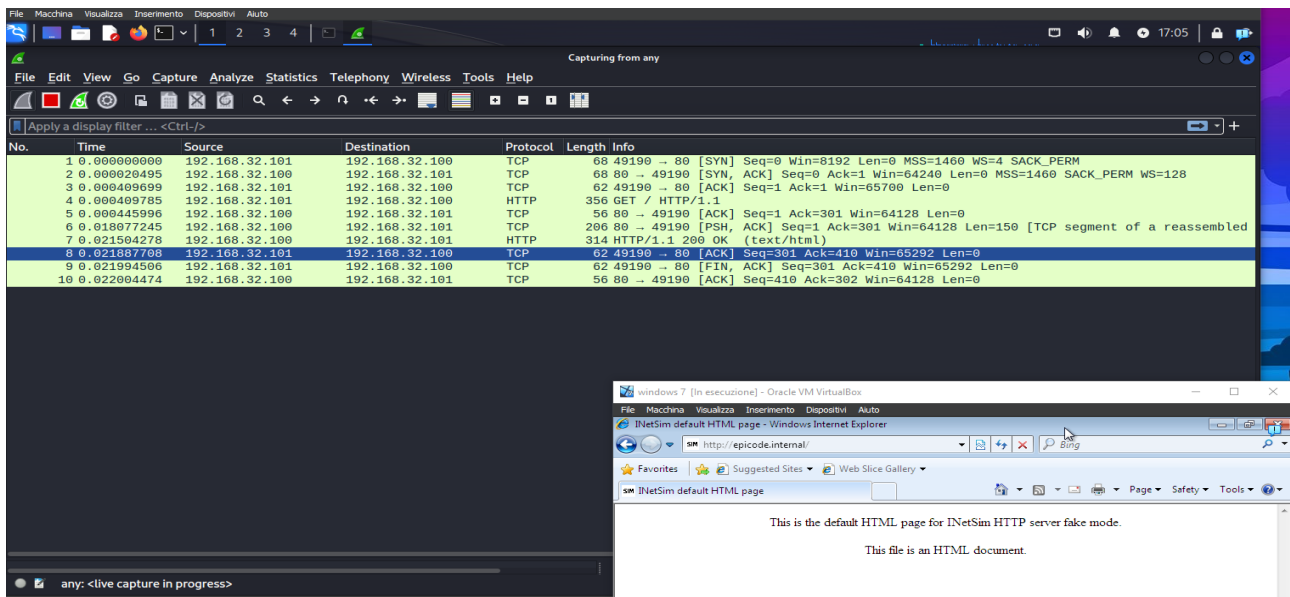 File Macchina Visualizza Inserimento Dispositivi Aiuto
1 2 3 4 17:05
Capturing from any
File Edit View Go Capture Analyze Statistics Telephony Wireless Tools Help
Apply a display filter … <Ctrl-/>
No. Time Source Destination Protocol Length Info
1 0.000000000 192.168.32.101 192.168.32.100 TCP 68 49190 → 80 [SYN] Seq=0 Win=8192 Len=0 MSS=1460 WS=4 SACK_PERM
2 0.000020495 192.168.32.100 192.168.32.101 TCP 68 80 → 49190 [SYN, ACK] Seq=0 Ack=1 Win=64240 Len=0 MSS=1460 SACK_PERM WS=128
3 0.000409699 192.168.32.101 192.168.32.100 TCP 62 49190 → 80 [ACK] Seq=1 Ack=1 Win=65700 Len=0
4 0.000409785 192.168.32.101 192.168.32.100 HTTP 356 GET / HTTP/1.1
5 0.000445996 192.168.32.100 192.168.32.101 TCP 56 80 → 49190 [ACK] Seq=1 Ack=301 Win=64128 Len=0
6 0.018077245 192.168.32.100 192.168.32.101 TCP 206 80 → 49190 [PSH, ACK] Seq=1 Ack=301 Win=64128 Len=150 [TCP segment of a reassembled
7 0.021504278 192.168.32.100 192.168.32.101 HTTP 314 HTTP/1.1 200 OK (text/html)
8 0.021887708 192.168.32.101 192.168.32.100 TCP 62 49190 → 80 [ACK] Seq=301 Ack=410 Win=65292 Len=0
9 0.021994506 192.168.32.101 192.168.32.100 TCP 62 49190 → 80 [FIN, ACK] Seq=301 Ack=410 Win=65292 Len=0
10 0.022004474 192.168.32.100 192.168.32.101 TCP 56 80 → 49190 [ACK] Seq=410 Ack=302 Win=64128 Len=0
windows 7 [In esecuzione] - Oracle VM VirtualBox
File Macchina Visualizza Inserimento Dispositivi Aiuto
INetSim default HTML page - Windows Internet Explorer
SIM http://epicode.internal/ Bing
Favorites Suggested Sites Web Slice Gallery
SIM INetSim default HTML page Page Safety Tools
This is the default HTML page for INetSim HTTP server fake mode.
This file is an HTML document.
any: <live capture in progress>